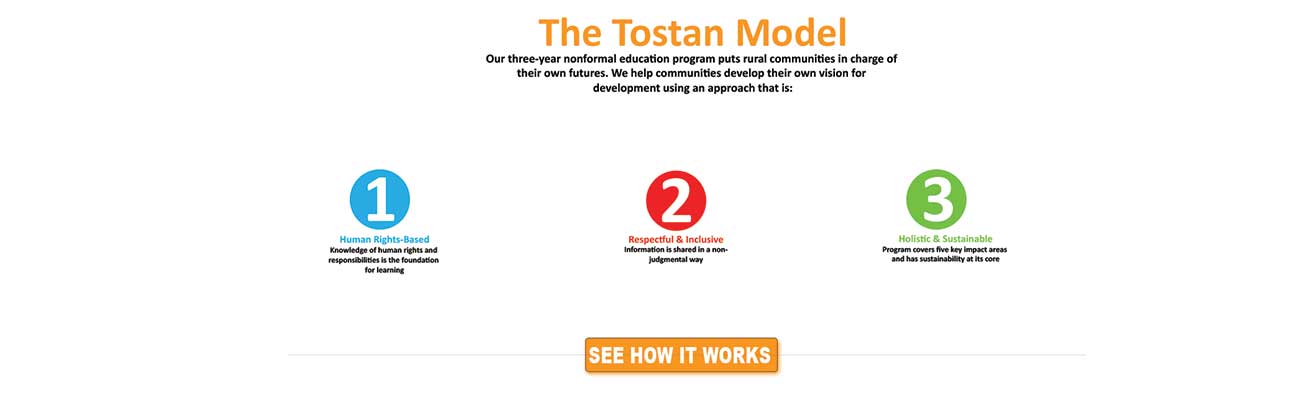 The Tostan Model
Our three-year nonformal education program puts rural communities in charge of
their own futures. We help communities develop their own vision for
development using an approach that is:
1
Human Rights-Based
Knowledge of human rights and
responsibilities is the foundation
for learning
2
Respectful & Inclusive
Information is shared in a non-
judgmental way
3
Holistic & Sustainable
Program covers five key impact areas
and has sustainability at its core
SEE HOW IT WORKS